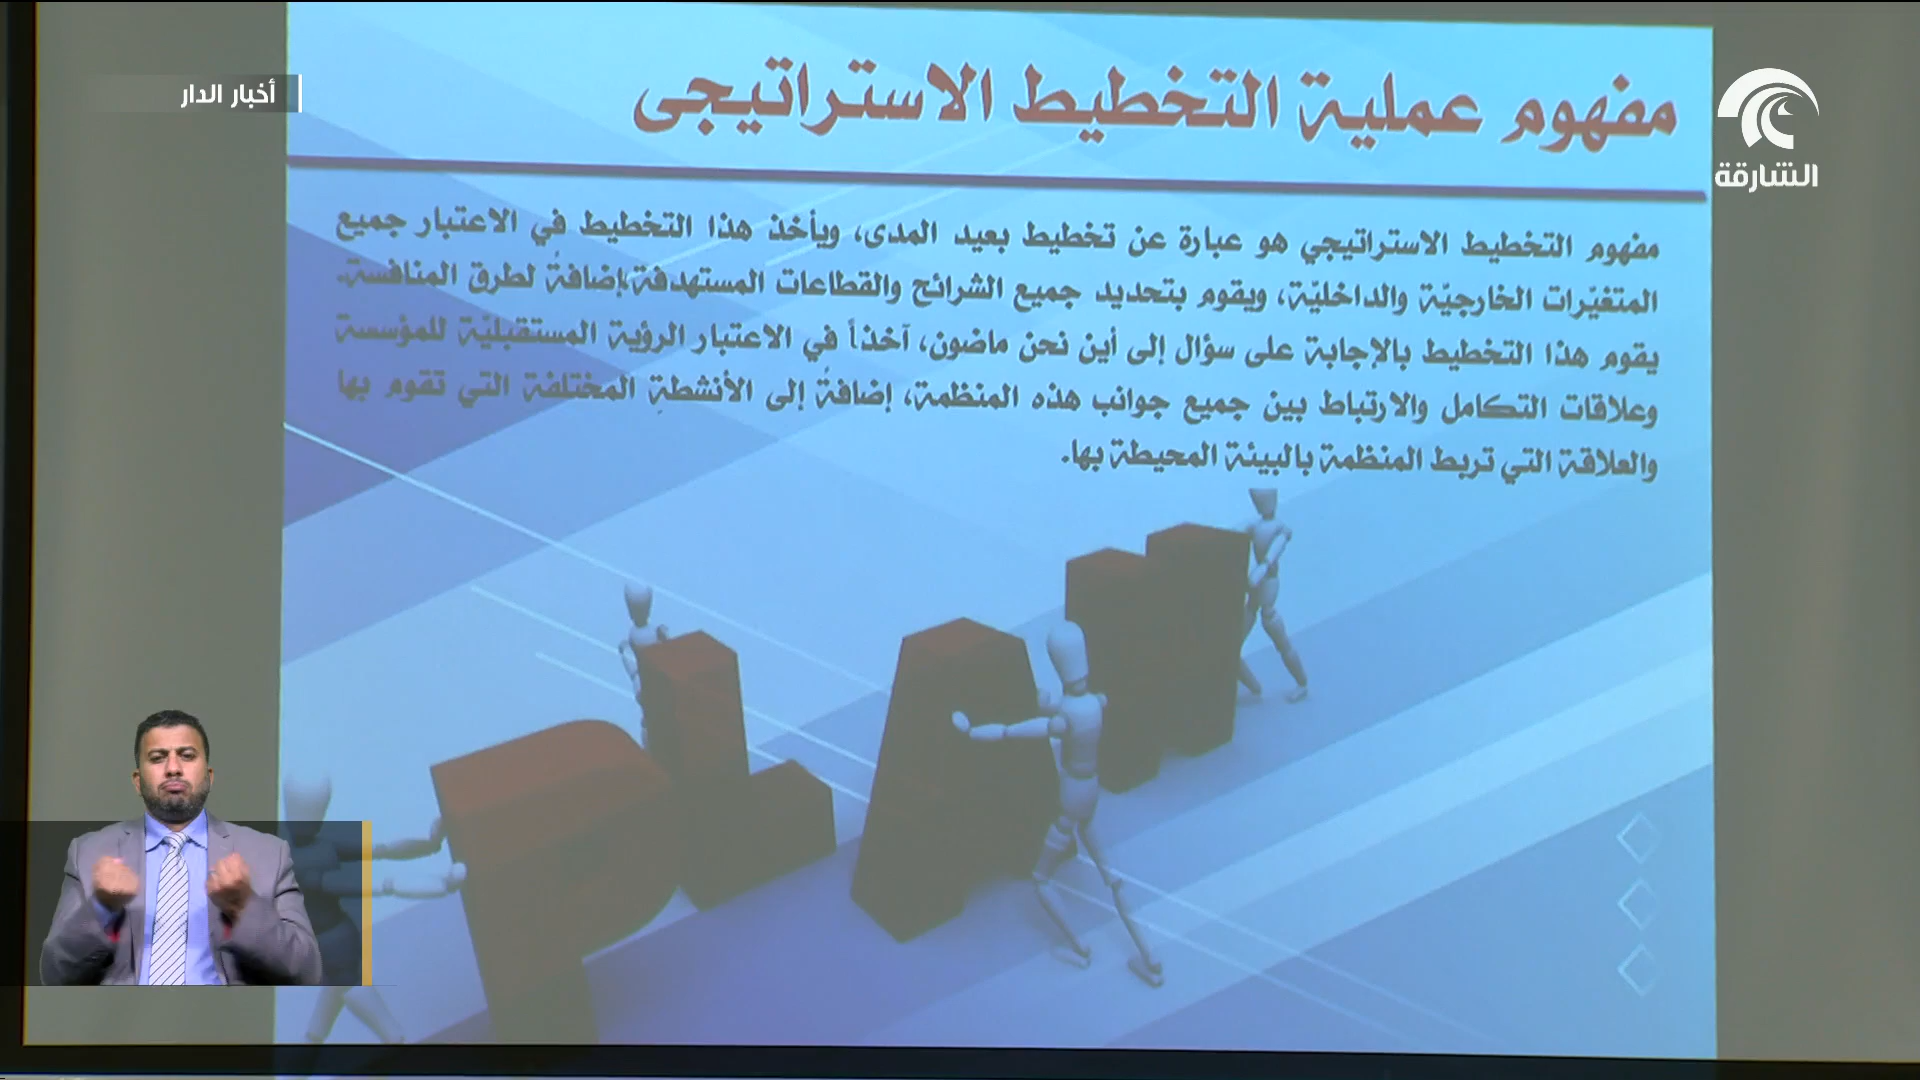 أخبار الدار
الشارقة
مفهوم عملية التخطيط الاستراتيجى
مفهوم التخطيط الاستراتيجي هو عبارة عن تخطيط بعيد المدى، ويأخذ هذا التخطيط في الاعتبار جميع
المتغيّرات الخارجيّة والداخليّة، ويقوم بتحديد جميع الشرائح والقطاعات المستهدفة،إضافةً لطرق المنافسة.
يقوم هذا التخطيط بالإجابة على سؤال إلى أين نحن ماضون، آخذاً في الاعتبار الرؤية المستقبليّة للمؤسسة
وعلاقات التكامل والارتباط بين جميع جوانب هذه المنظمة، إضافةً إلى الأنشطةِ المختلفة التي تقوم بها
والعلاقة التي تربط المنظمة بالبيئة المحيطة بها.
PLAN